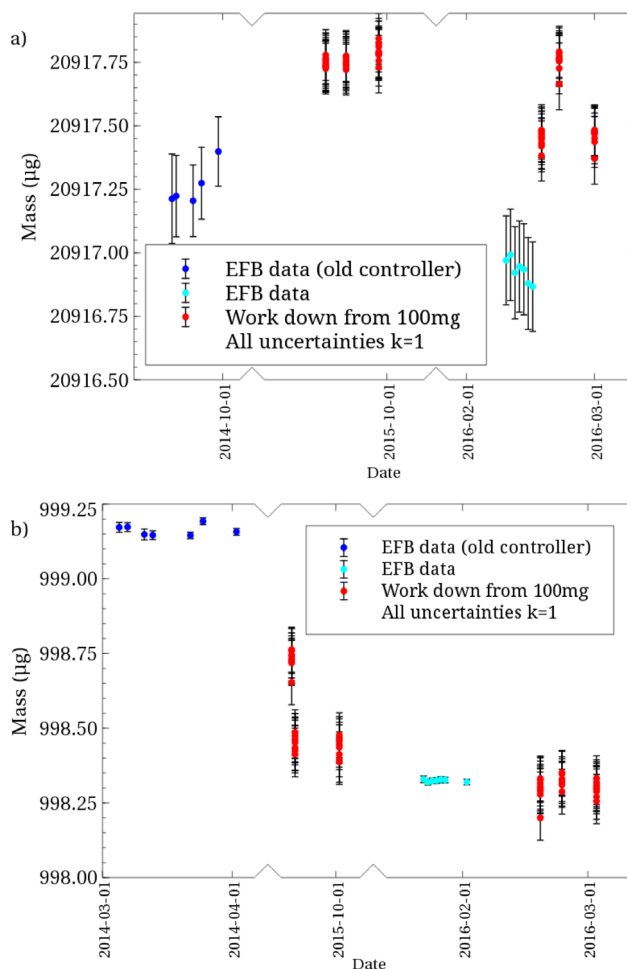 a)
Mass (µg)
20917.75
20917.50
20917.25
20917.00
20916.75
20916.50
EFB data (old controller)
EFB data
Work down from 100mg
All uncertainties k=1
2014-10-01
2015-10-01
2016-02-01
2016-03-01
Date
b)
Mass (µg)
999.25
999.00
998.75
998.50
998.25
998.00
EFB data (old controller)
EFB data
Work down from 100mg
All uncertainties k=1
2014-03-01
2014-04-01
2015-10-01
2016-02-01
2016-03-01
Date